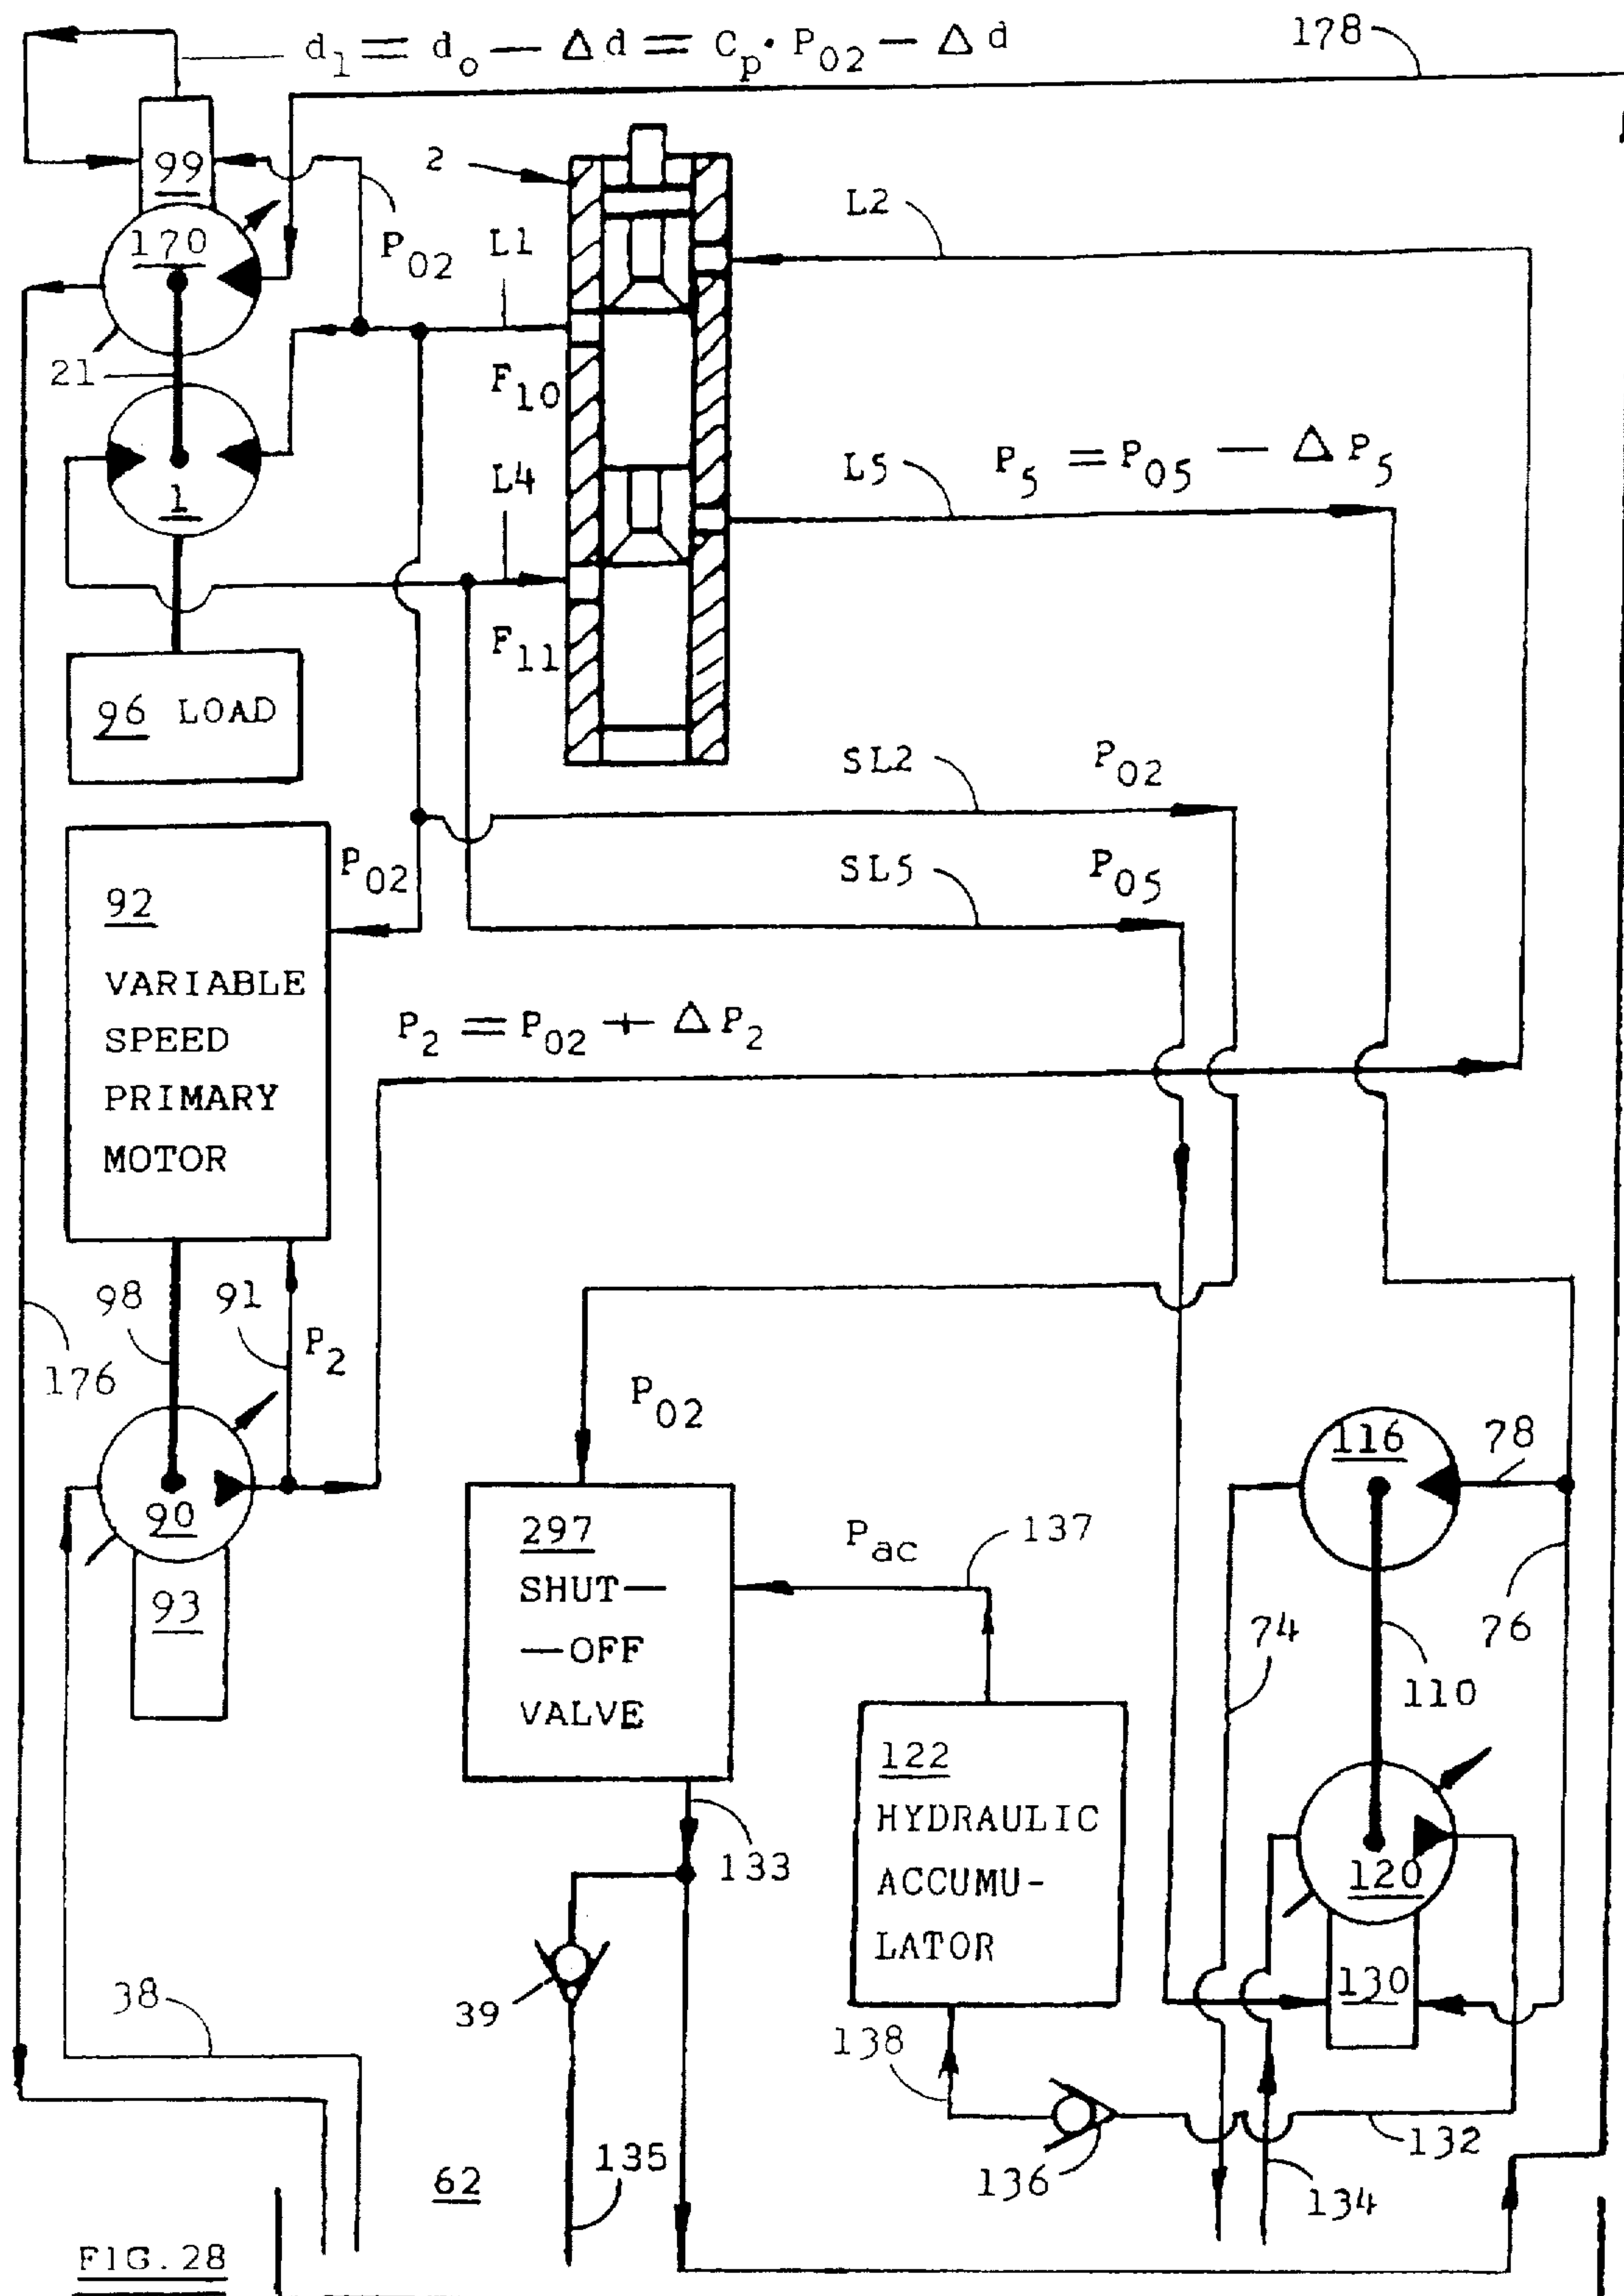 d₁ = d₀ − Δd = Cₚ· P₀₂ − Δd
178
99
2
L2
170
P₀₂
L1
21
F₁₀
L5
P₅ = P₀₅ − ΔP₅
L4
1
F₁₁
96 LOAD
SL2
P₀₂
P₀₂
SL5
P₀₅
92
VARIABLE
SPEED
PRIMARY
MOTOR
P₂ = P₀₂ + ΔP₂
98
91
P₂
176
P₀₂
116
78
90
297
SHUT—
—OFF
VALVE
Pₐc
137
93
74
76
110
122
HYDRAULIC
ACCUMU-
LATOR
133
120
130
38
39
138
135
132
62
136
134
FIG.28